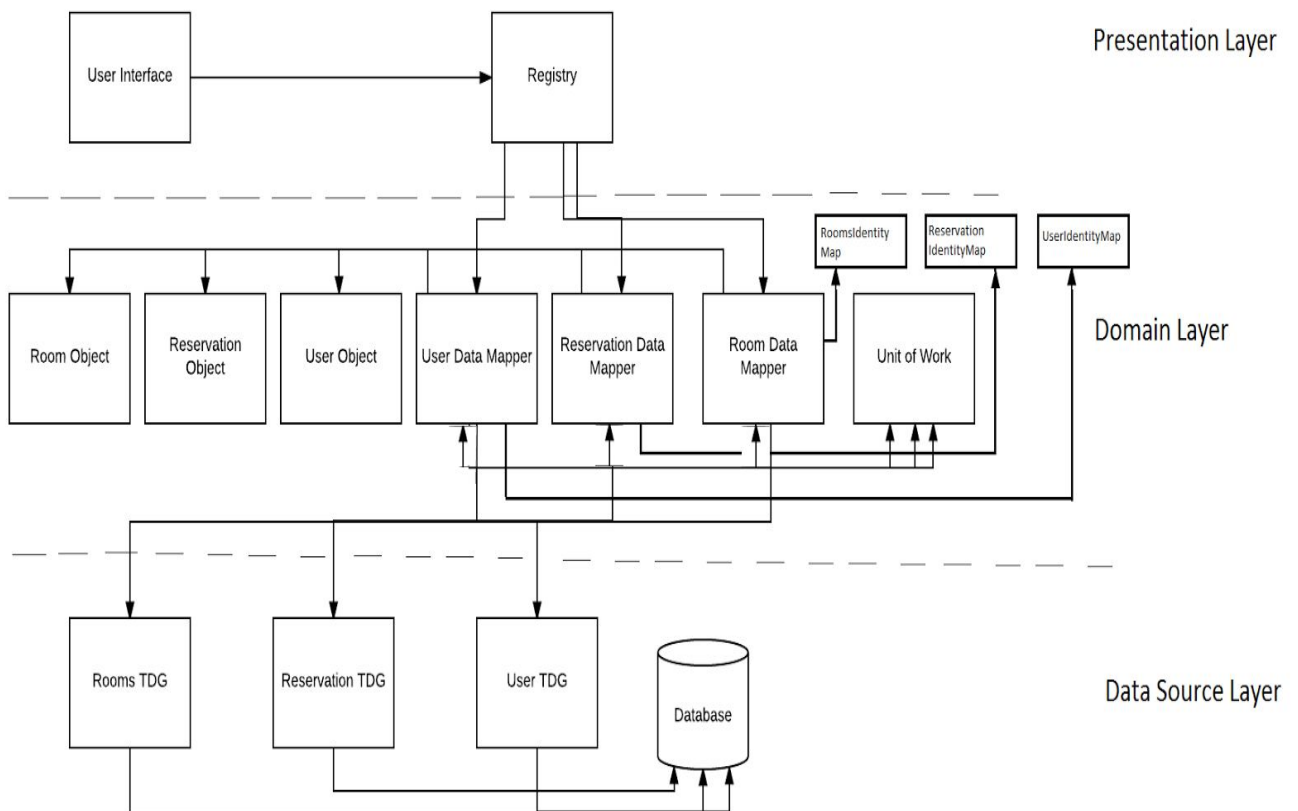 Presentation Layer
User Interface
Registry
RoomsIdentity
Map
Reservation
IdentityMap
UserIdentityMap
Domain Layer
Room Object
Reservation
Object
User Object
User Data Mapper
Reservation Data
Mapper
Room Data
Mapper
Unit of Work
Rooms TDG
Reservation TDG
User TDG
Database
Data Source Layer